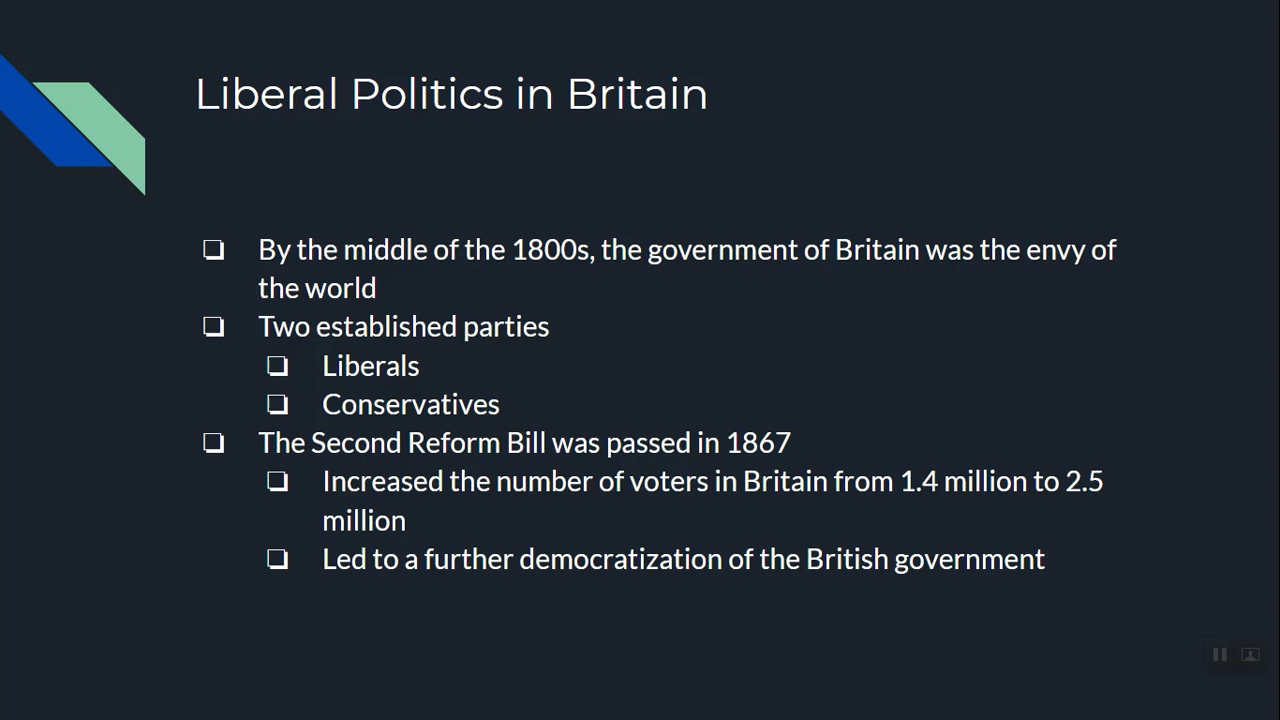 Liberal Politics in Britain
❏ By the middle of the 1800s, the government of Britain was the envy of
the world
❏ Two established parties
❏ Liberals
❏ Conservatives
❏ The Second Reform Bill was passed in 1867
❏ Increased the number of voters in Britain from 1.4 million to 2.5
million
❏ Led to a further democratization of the British government